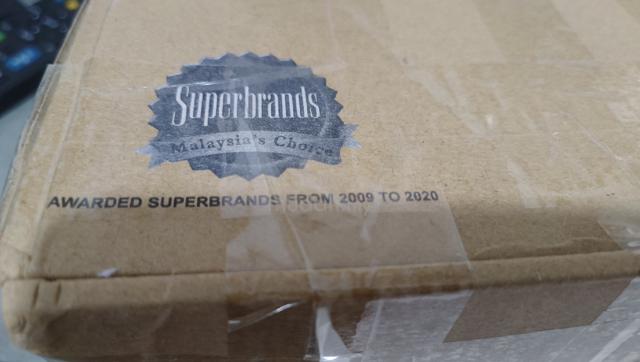 Superbrands
Malaysia's Choice
AWARDED SUPERBRANDS FROM 2009 TO 2020